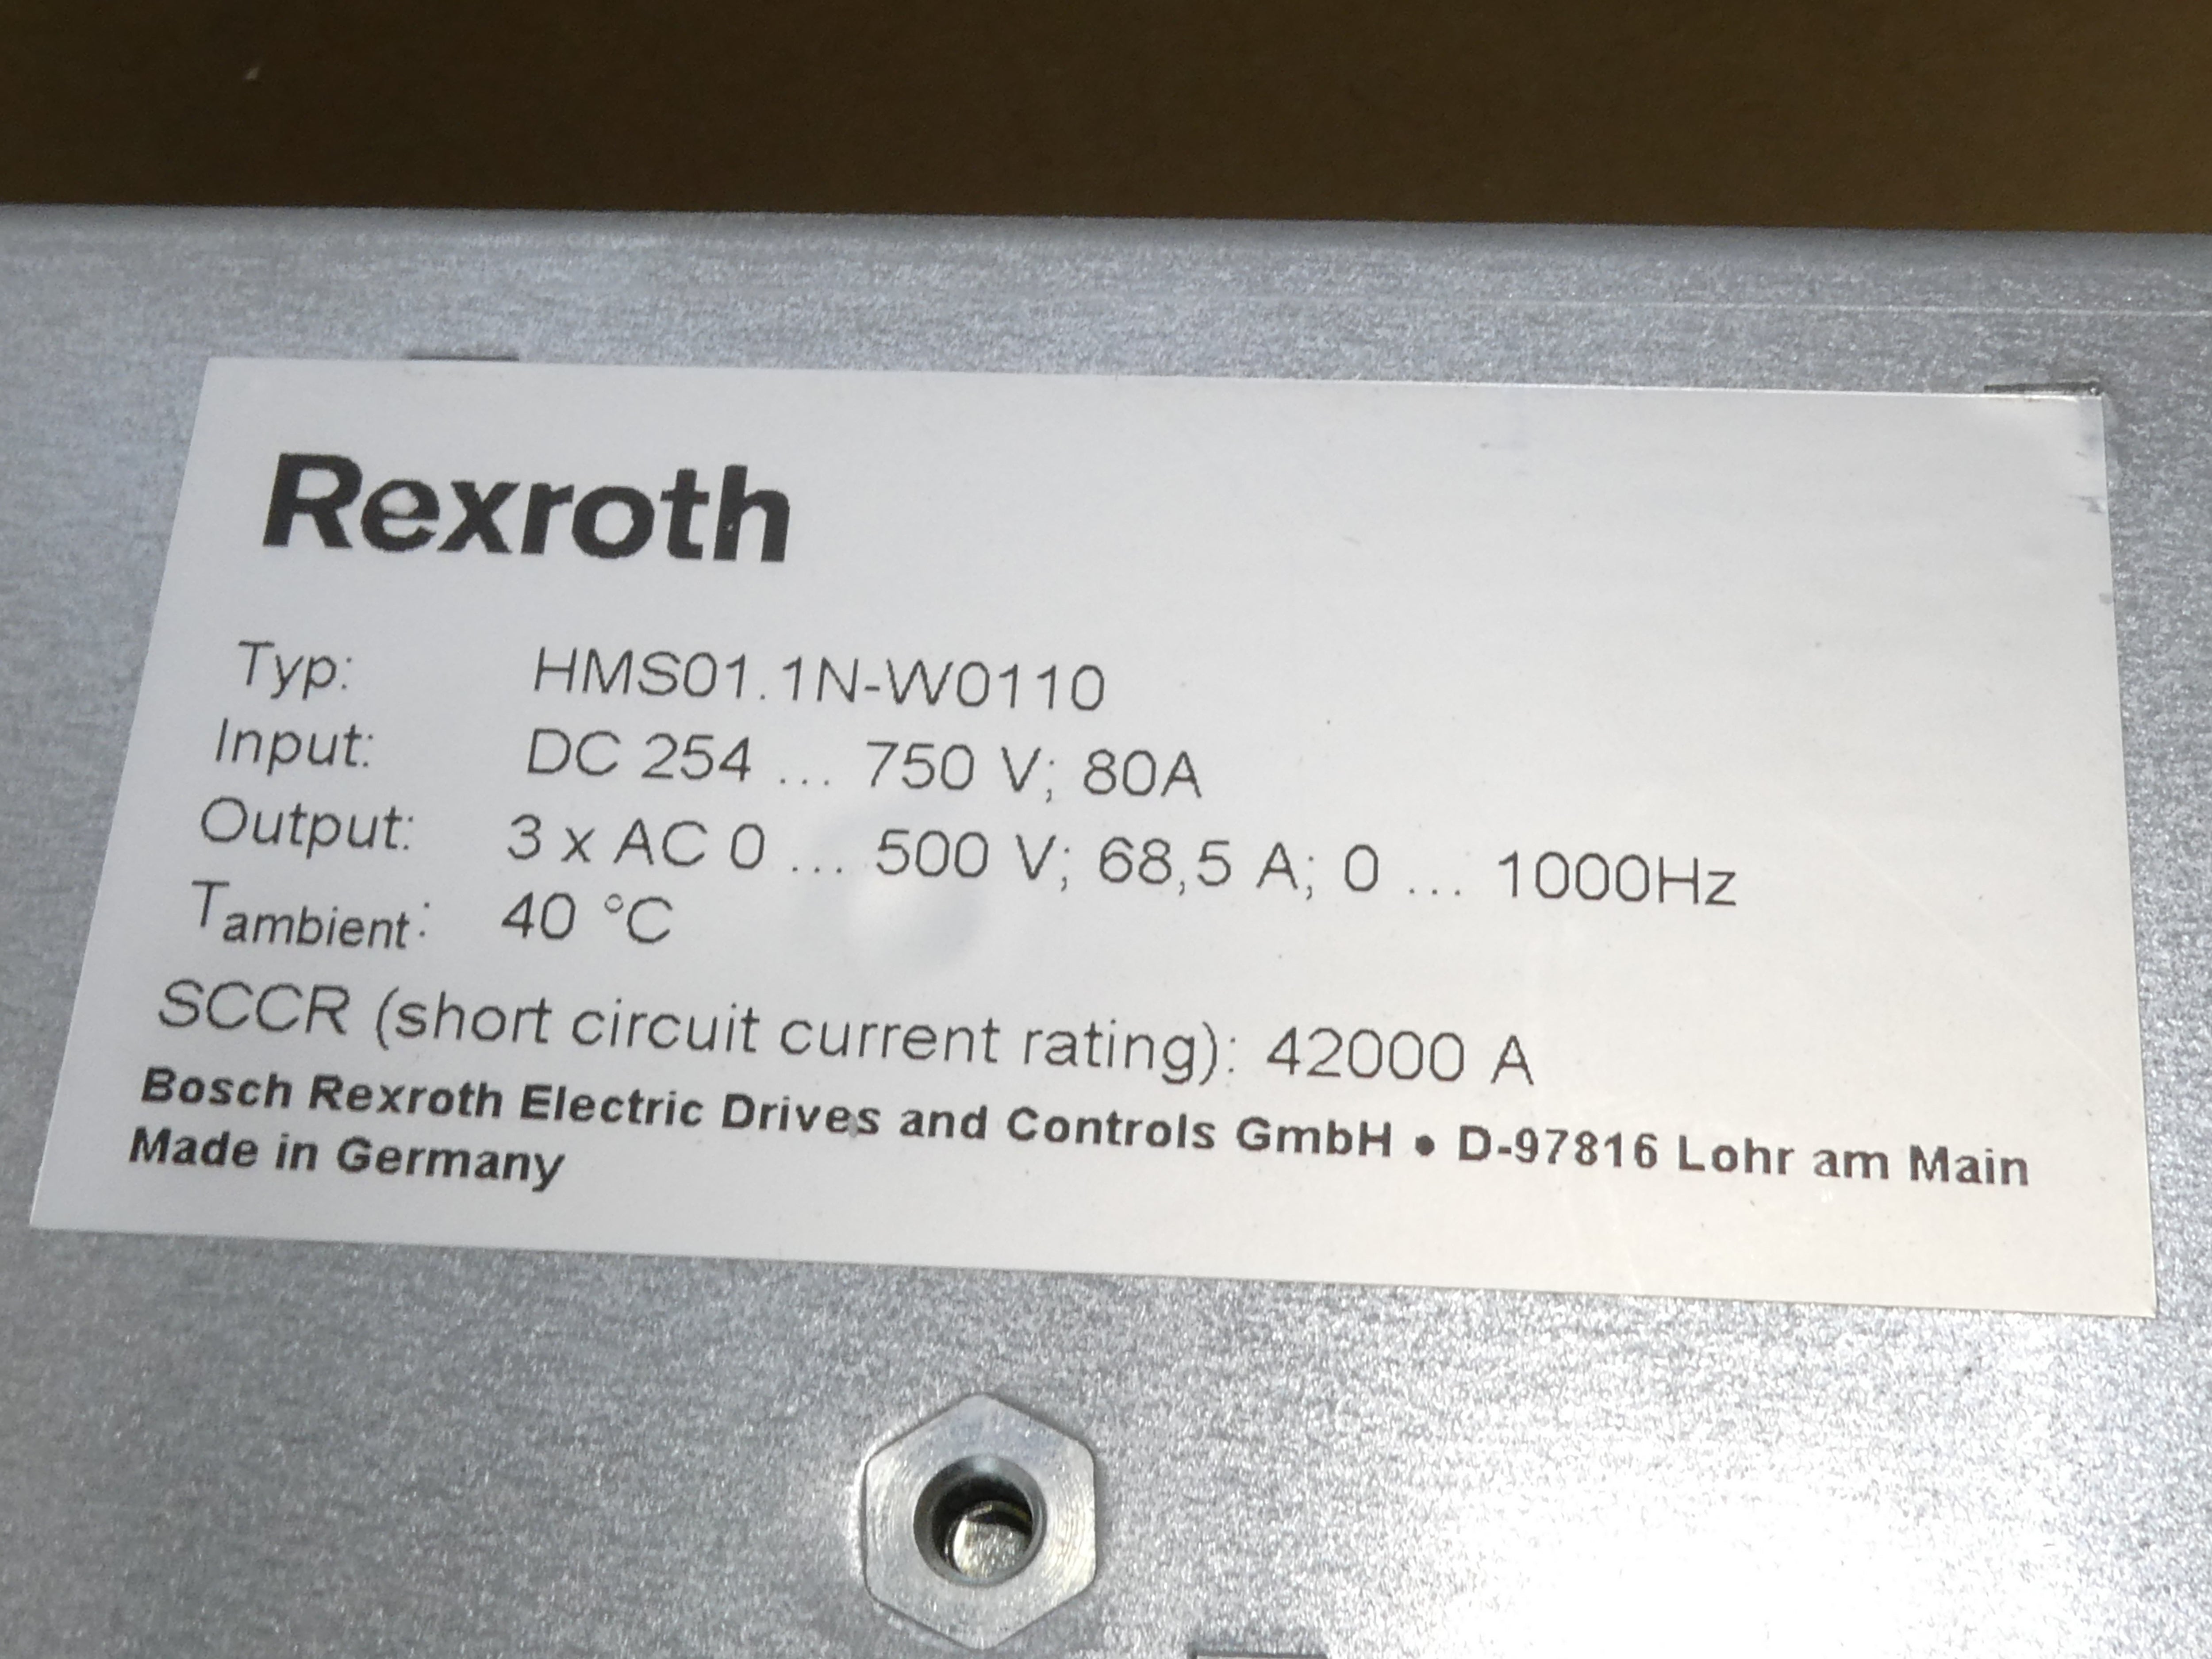 Rexroth
Typ: HMS01.1N-W0110
Input: DC 254 ... 750 V; 80A
Output: 3 x AC 0 ... 500 V; 68,5 A; 0 ... 1000Hz
Tambient: 40 °C
SCCR (short circuit current rating): 42000 A
Bosch Rexroth Electric Drives and Controls GmbH • D-97816 Lohr am Main
Made in Germany